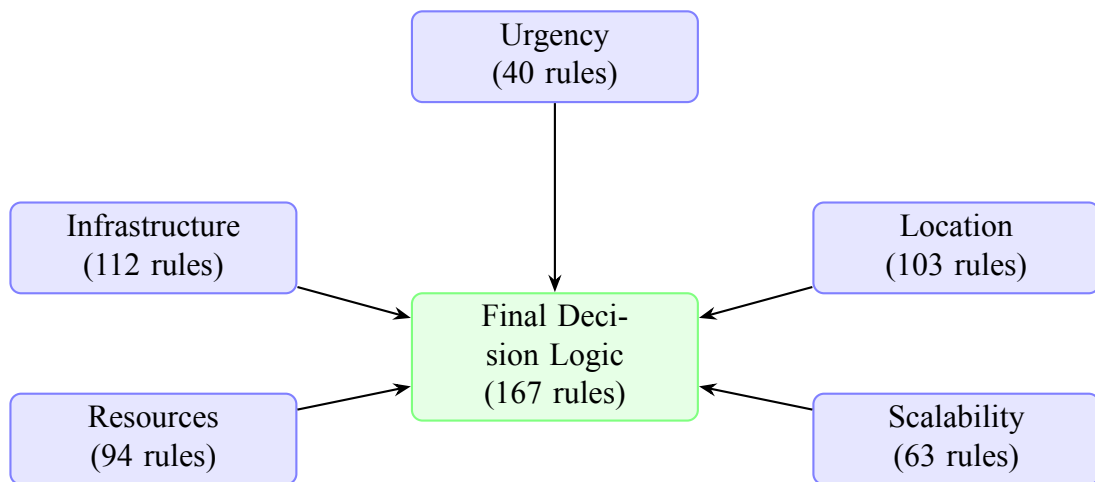 Urgency
(40 rules)
Infrastructure
(112 rules)
Location
(103 rules)
Final Deci-
sion Logic
(167 rules)
Resources
(94 rules)
Scalability
(63 rules)